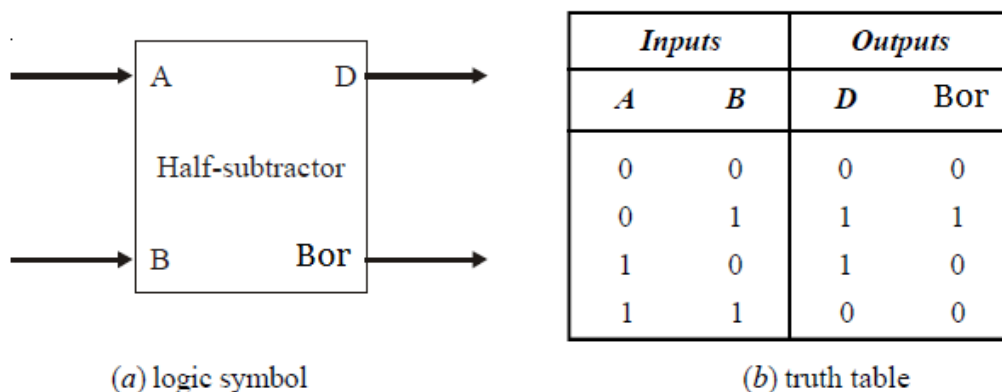 A D
Half-subtractor
B Bor
(a) logic symbol
Inputs Outputs
A B D Bor
0 0 0 0
0 1 1 1
1 0 1 0
1 1 0 0
(b) truth table